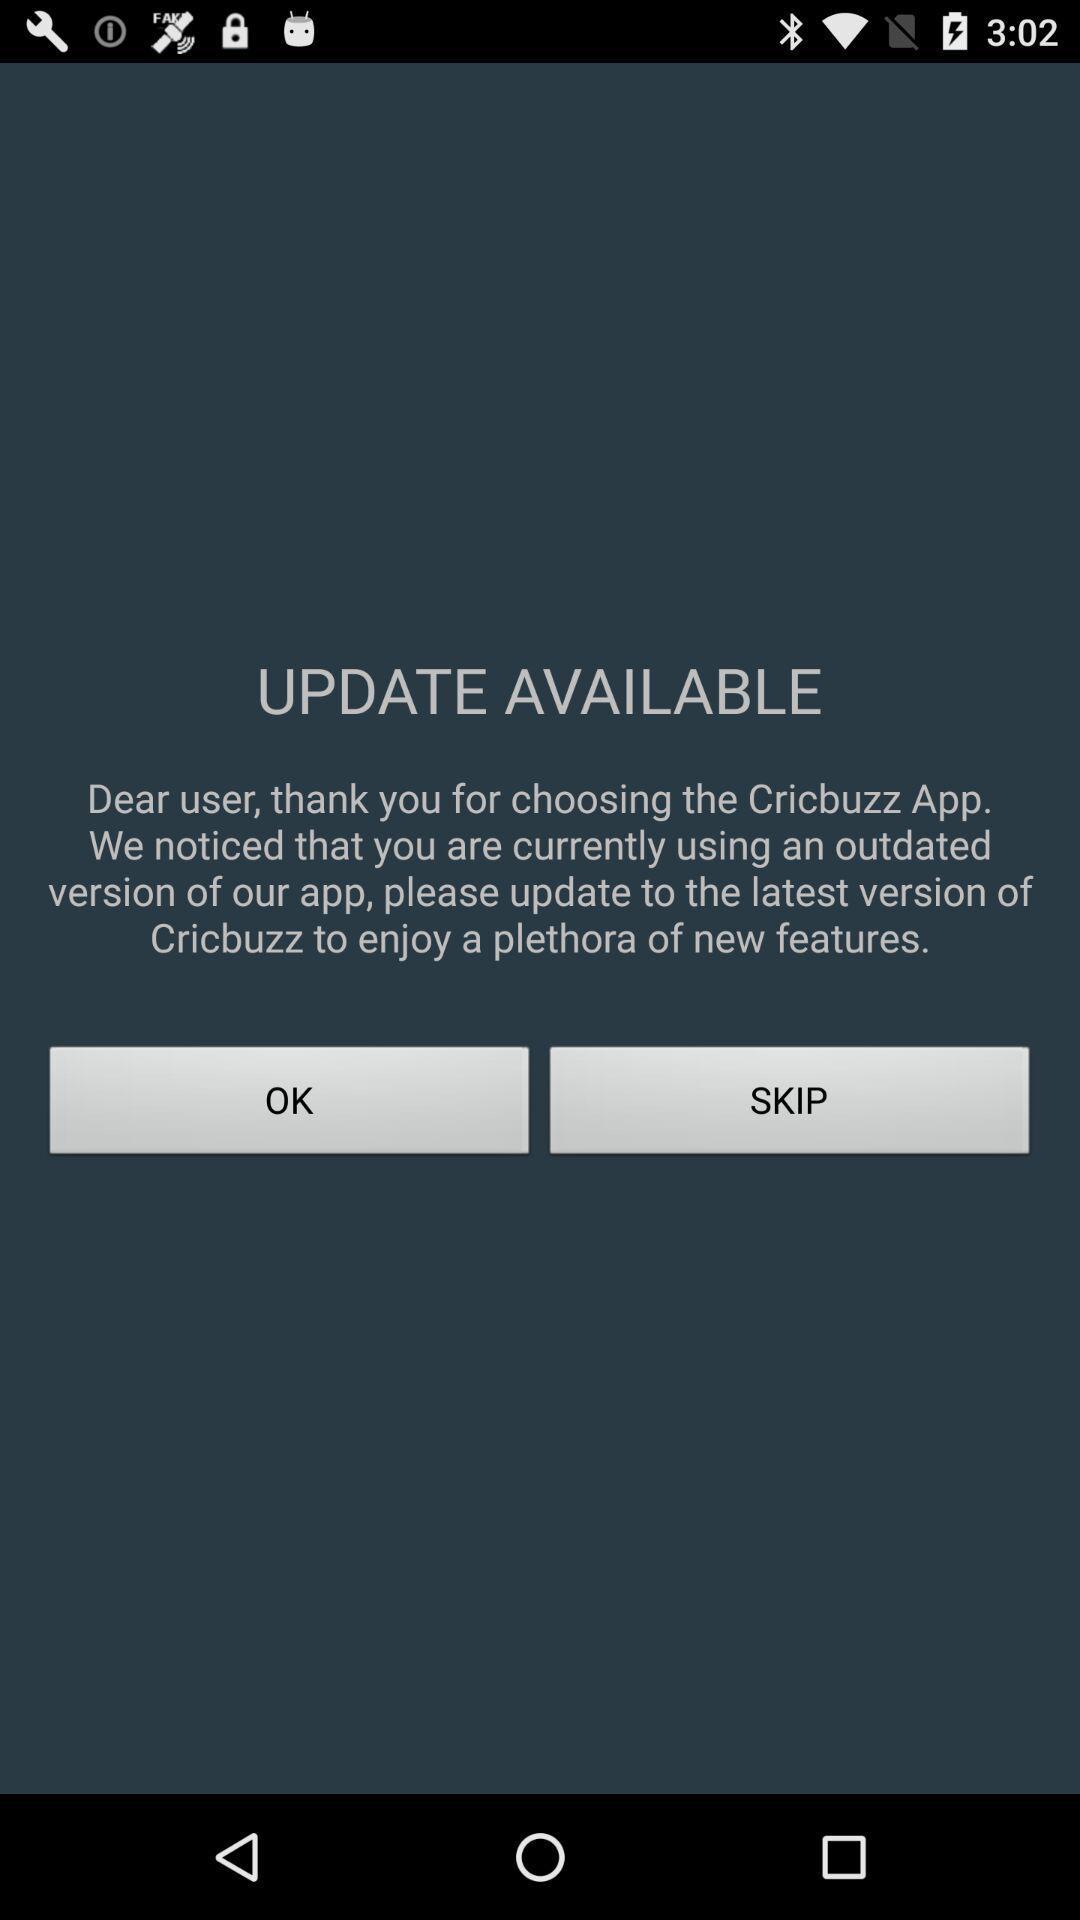 FAKE
3:02
UPDATE AVAILABLE
Dear user, thank you for choosing the Cricbuzz App.
We noticed that you are currently using an outdated
version of our app, please update to the latest version of
Cricbuzz to enjoy a plethora of new features.
OK
SKIP